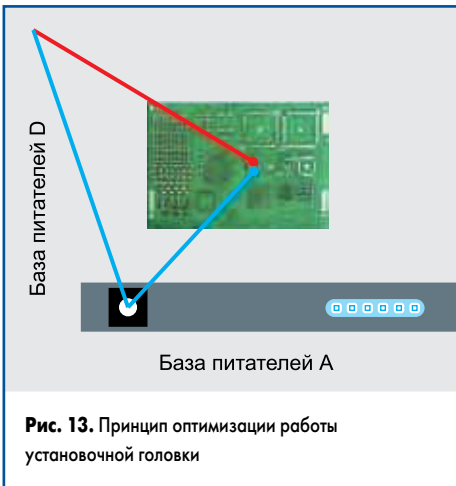 База питателей D
База питателей А
Рис. 13. Принцип оптимизации работы
установочной головки